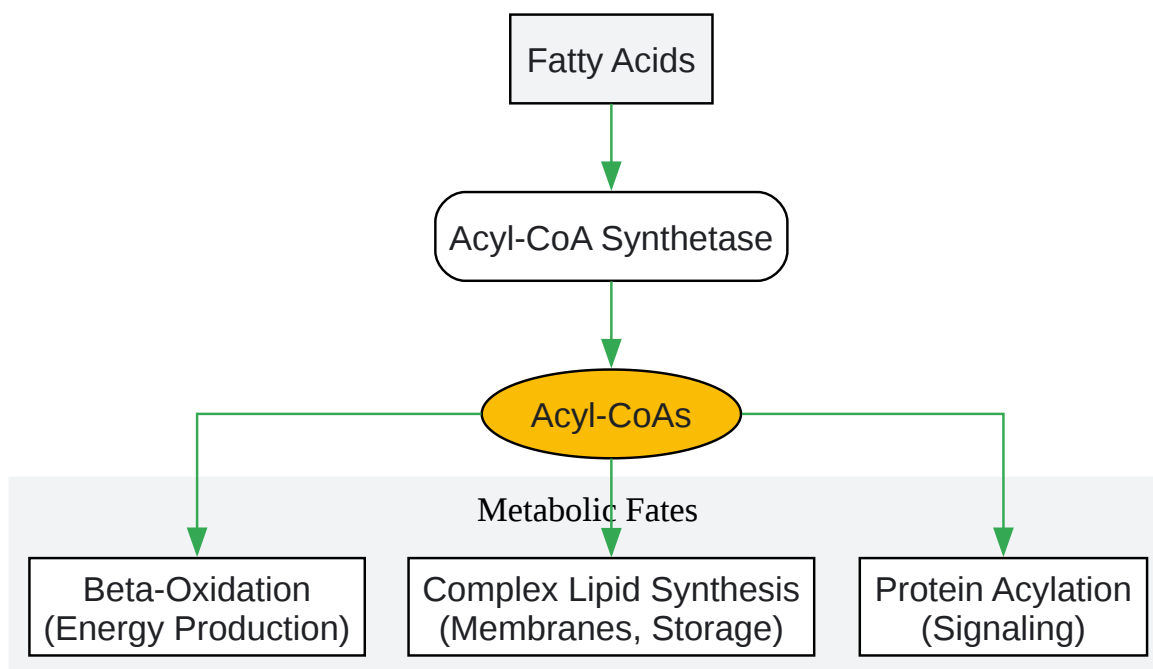 Fatty Acids
Acyl-CoA Synthetase
Acyl-CoAs
Metabolic Fates
Beta-Oxidation
(Energy Production)
Complex Lipid Synthesis
(Membranes, Storage)
Protein Acylation
(Signaling)